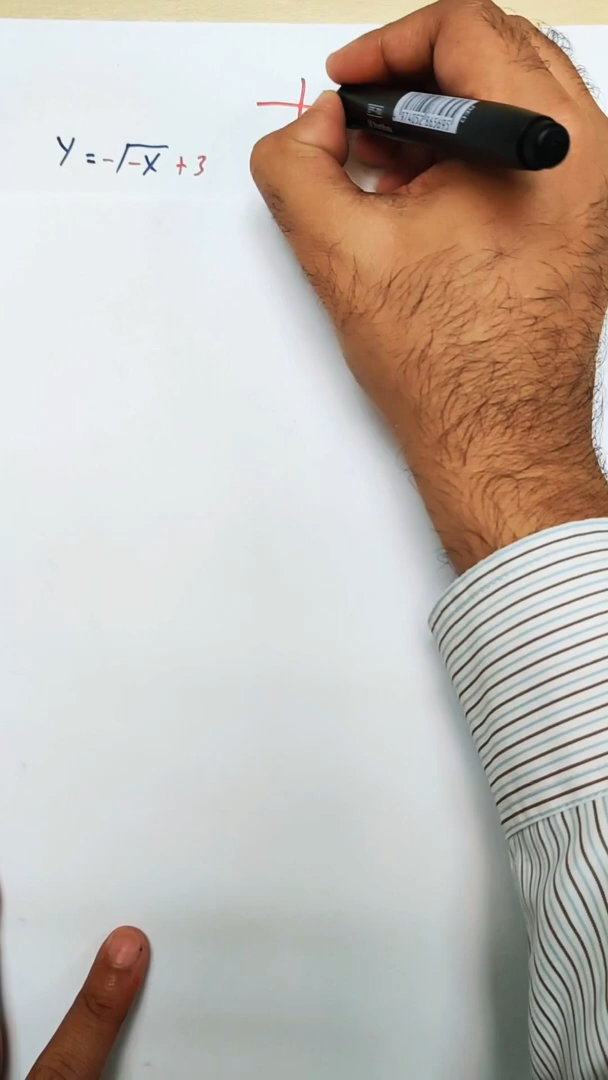 Y = -√-X + 3